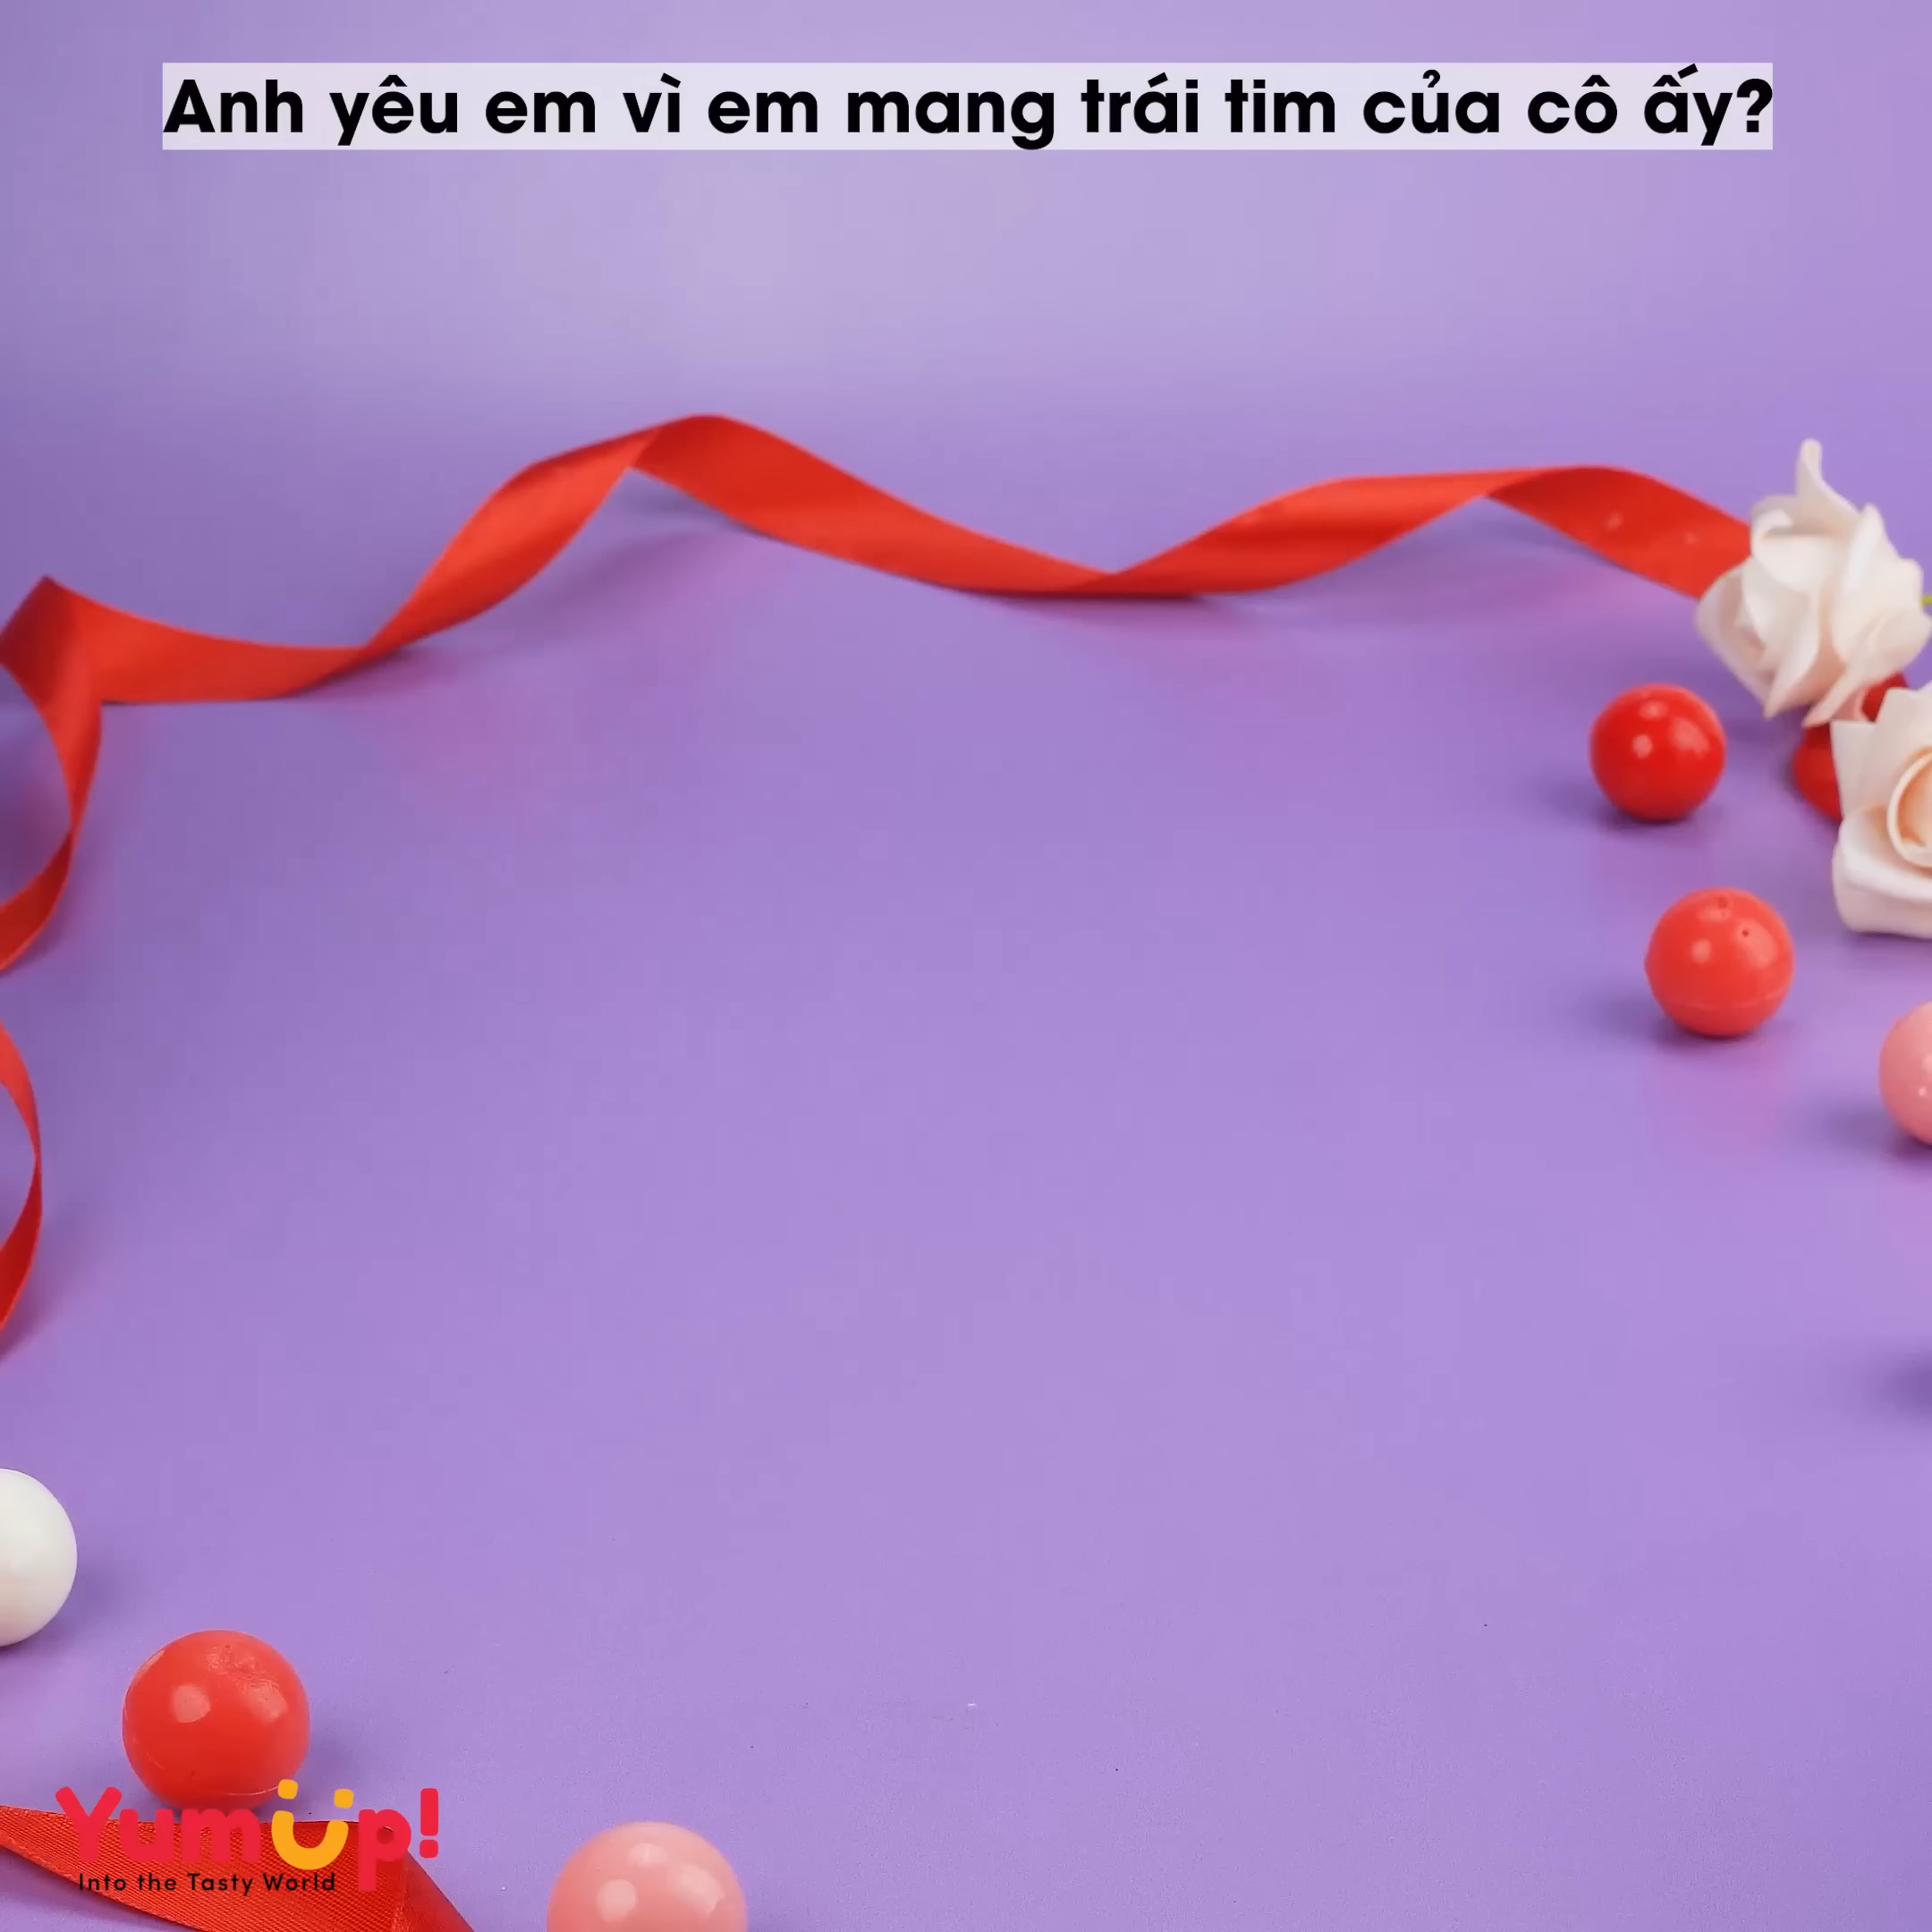 Anh yêu em vì em mang trái tim của cô ấy?
YumUp!
Into the Tasty World